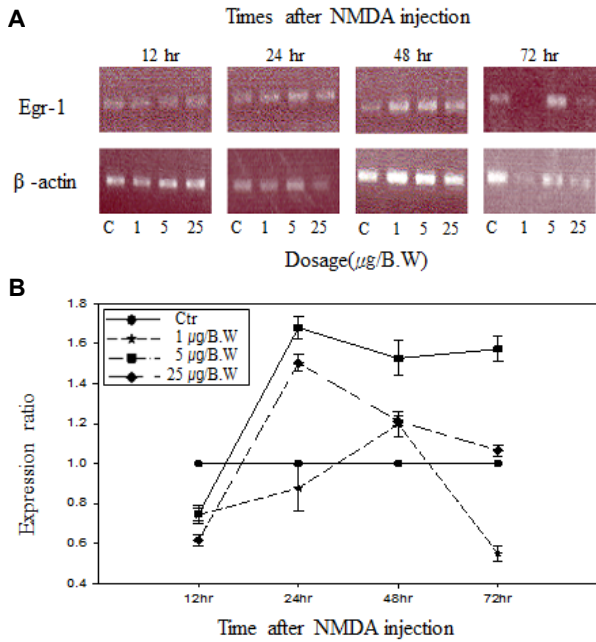 A
Times after NMDA injection
12 hr 24 hr 48 hr 72 hr
Egr-1
β -actin
C 1 5 25 C 1 5 25 C 1 5 25 C 1 5 25
Dosage(μg/B.W)
B
1.8
1.6
1.4
1.2
1.0
0.8
0.6
0.4
Expression ratio
Ctr
1 μg/B.W
5 μg/B.W
25 μg/B.W
12hr 24hr 48hr 72hr
Time after NMDA injection